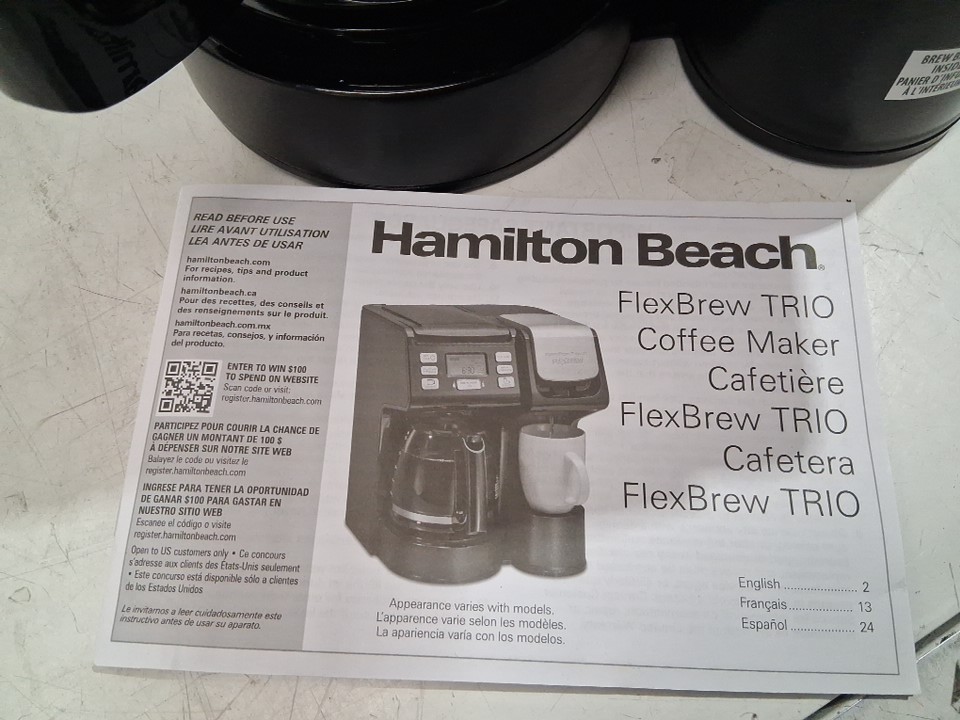 BREW B
INSID
PANIER D'INFU
À L'INTÉRIEU
READ BEFORE USE
LIRE AVANT UTILISATION
LEA ANTES DE USAR
hamiltonbeach.com
For recipes, tips and product
information.
hamiltonbeach.ca
Pour des recettes, des conseils et
des renseignements sur le produit.
hamiltonbeach.com.mx
Para recetas, consejos, y información
del producto.
ENTER TO WIN $100
TO SPEND ON WEBSITE
Scan code or visit:
register.hamiltonbeach.com
PARTICIPEZ POUR COURIR LA CHANCE DE
GAGNER UN MONTANT DE 100 $
À DÉPENSER SUR NOTRE SITE WEB
Balayez le code ou visitez le
register.hamiltonbeach.com
INGRESE PARA TENER LA OPORTUNIDAD
DE GANAR $100 PARA GASTAR EN
NUESTRO SITIO WEB
Escanee el código o visite
register.hamiltonbeach.com
Open to US customers only • Ce concours
s'adresse aux clients des États-Unis seulement
• Este concurso está disponible sólo a clientes
de los Estados Unidos
Le invitamos a leer cuidadosamente este
instructivo antes de usar su aparato.
Hamilton Beach®
FlexBrew TRIO
Coffee Maker
Cafetière
FlexBrew TRIO
Cafetera
FlexBrew TRIO
Appearance varies with models.
L'apparence varie selon les modèles.
La apariencia varía con los modelos.
English ...................... 2
Français................... 13
Español ................... 24